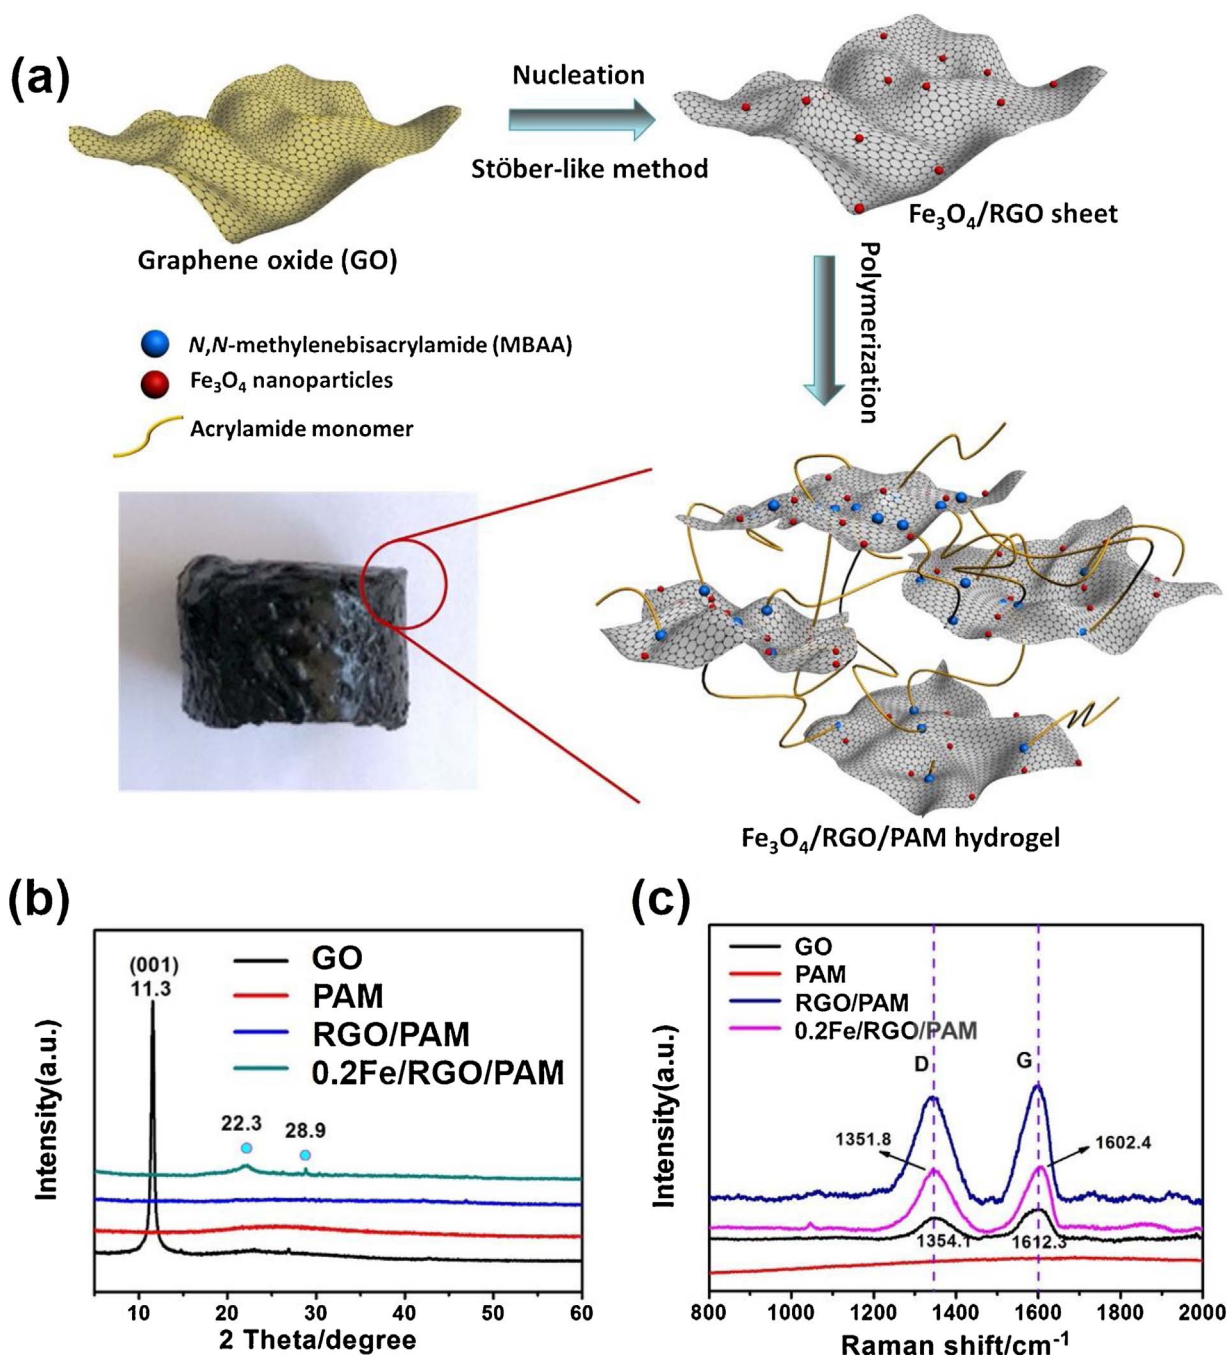 (a)
Nucleation
StÖber-like method
Graphene oxide (GO)
Fe₃O₄/RGO sheet
Polymerization
N,N-methylenebisacrylamide (MBAA)
Fe₃O₄ nanoparticles
Acrylamide monomer
Fe₃O₄/RGO/PAM hydrogel
(b)
(001)
11.3
GO
PAM
RGO/PAM
0.2Fe/RGO/PAM
22.3
28.9
Intensity(a.u.)
10 20 30 40 50 60
2 Theta/degree
(c)
GO
PAM
RGO/PAM
0.2Fe/RGO/PAM
D
G
1351.8
1602.4
1354.1
1612.3
Intensity(a.u.)
800 1000 1200 1400 1600 1800 2000
Raman shift/cm⁻¹